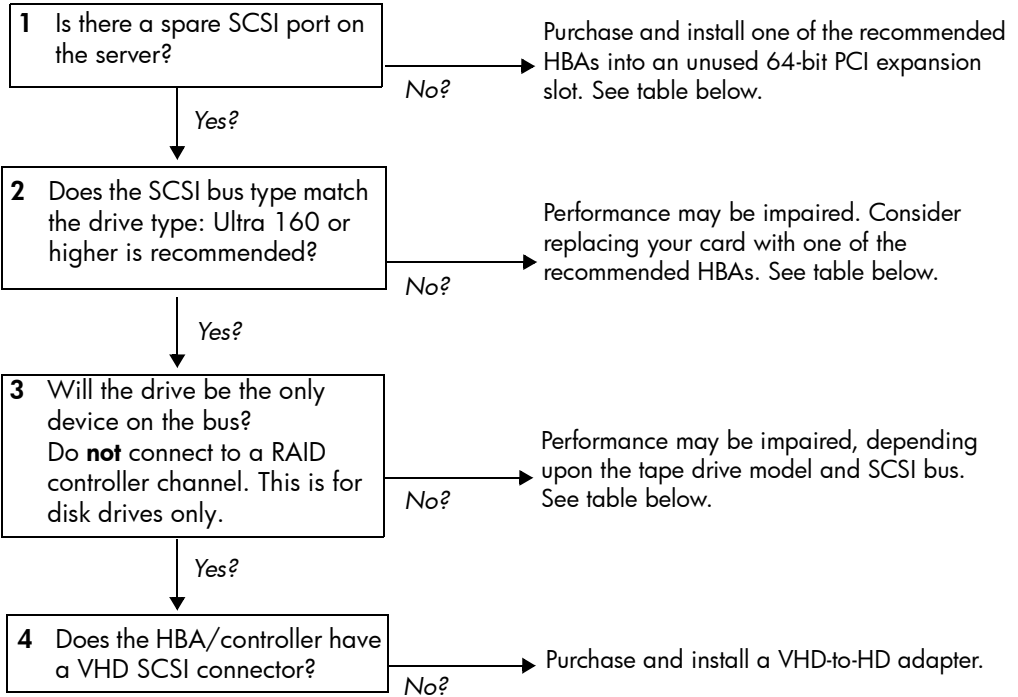 1 Is there a spare SCSI port on
the server?
No?
Purchase and install one of the recommended
HBAs into an unused 64-bit PCI expansion
slot. See table below.
Yes?
2 Does the SCSI bus type match
the drive type: Ultra 160 or
higher is recommended?
No?
Performance may be impaired. Consider
replacing your card with one of the
recommended HBAs. See table below.
Yes?
3 Will the drive be the only
device on the bus?
Do not connect to a RAID
controller channel. This is for
disk drives only.
No?
Performance may be impaired, depending
upon the tape drive model and SCSI bus.
See table below.
Yes?
4 Does the HBA/controller have
a VHD SCSI connector?
No?
Purchase and install a VHD-to-HD adapter.